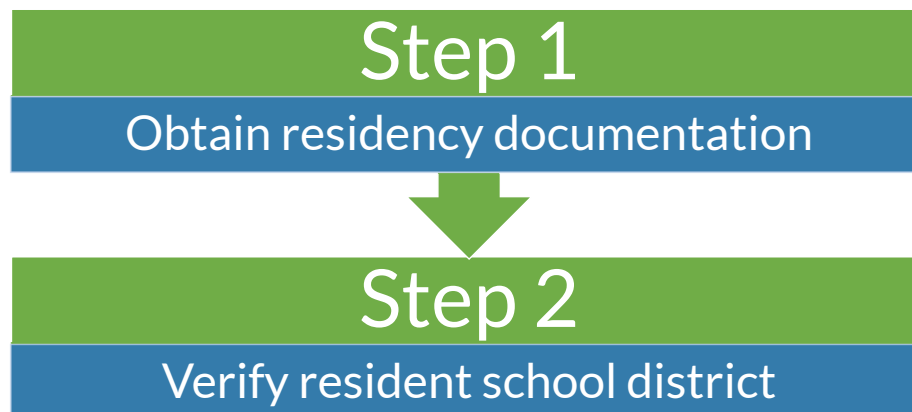 Step 1
Obtain residency documentation
Step 2
Verify resident school district